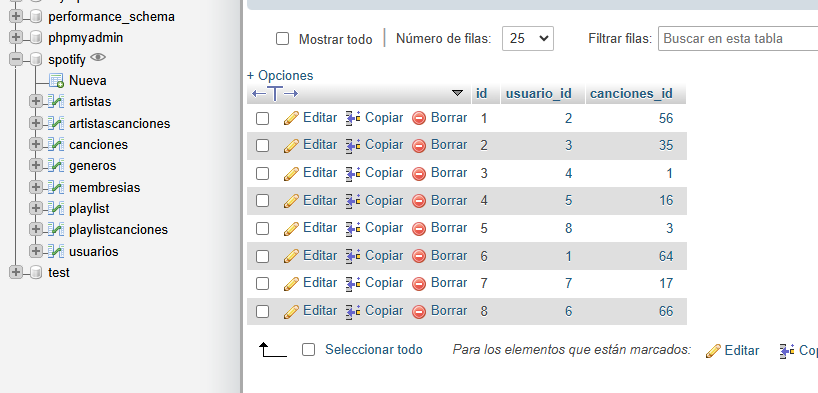 performance_schema
phpmyadmin
spotify
Nueva
artistas
artistascanciones
canciones
generos
membresias
playlist
playlistcanciones
usuarios
test
Mostrar todo Número de filas: 25 Filtrar filas: Buscar en esta tabla
+ Opciones
←T→ id usuario_id canciones_id
Editar Copiar Borrar 1 2 56
Editar Copiar Borrar 2 3 35
Editar Copiar Borrar 3 4 1
Editar Copiar Borrar 4 5 16
Editar Copiar Borrar 5 8 3
Editar Copiar Borrar 6 1 64
Editar Copiar Borrar 7 7 17
Editar Copiar Borrar 8 6 66
Seleccionar todo Para los elementos que están marcados: Editar Cop